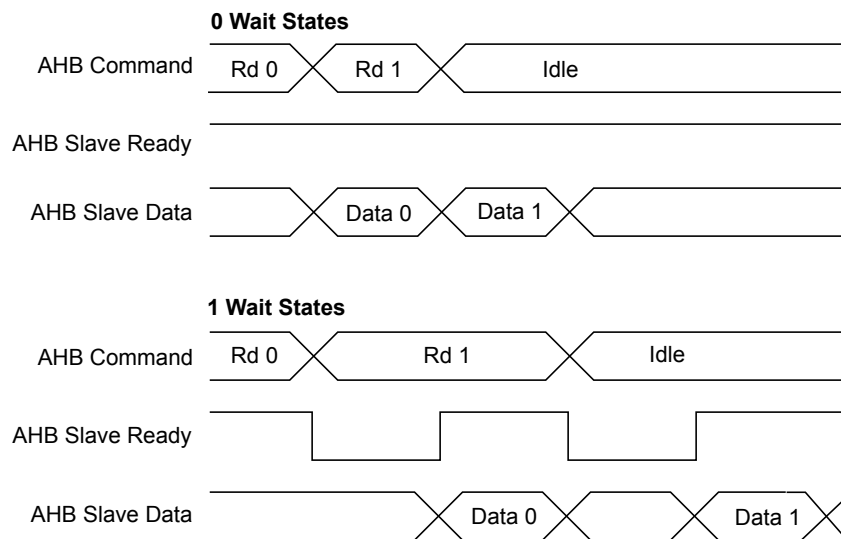 0 Wait States
AHB Command Rd 0 Rd 1 Idle
AHB Slave Ready
AHB Slave Data Data 0 Data 1
1 Wait States
AHB Command Rd 0 Rd 1 Idle
AHB Slave Ready
AHB Slave Data Data 0 Data 1